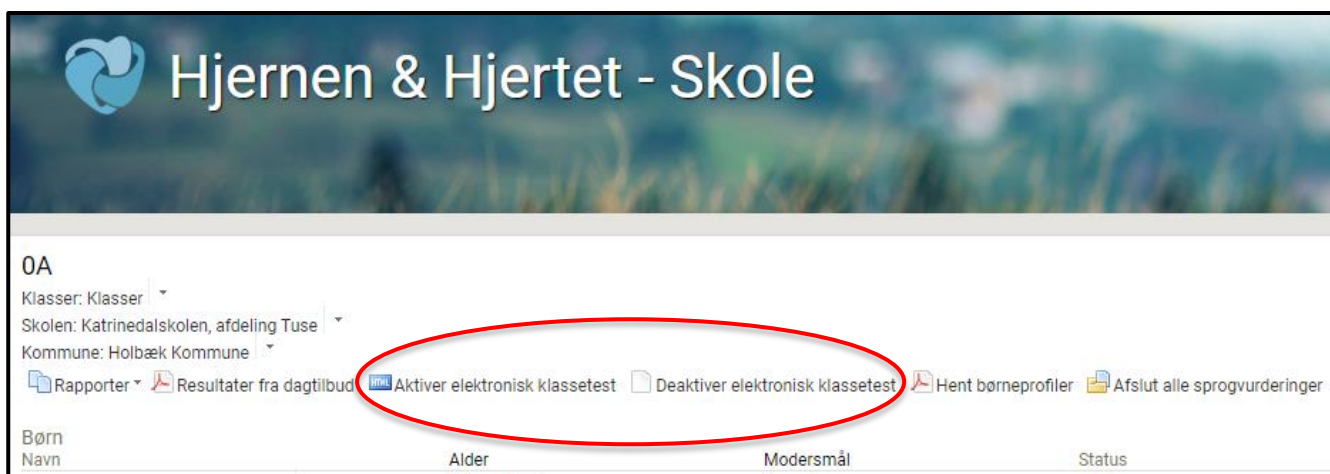 Hjernen & Hjertet - Skole
0A
Klasser: Klasser
Skolen: Katrinedalskolen, afdeling Tuse
Kommune: Holbæk Kommune
Rapporter Resultater fra dagtilbud HTML Aktiver elektronisk klassetest Deaktiver elektronisk klassetest Hent børneprofiler Afslut alle sprogvurderinger
Børn
Navn Alder Modersmål Status